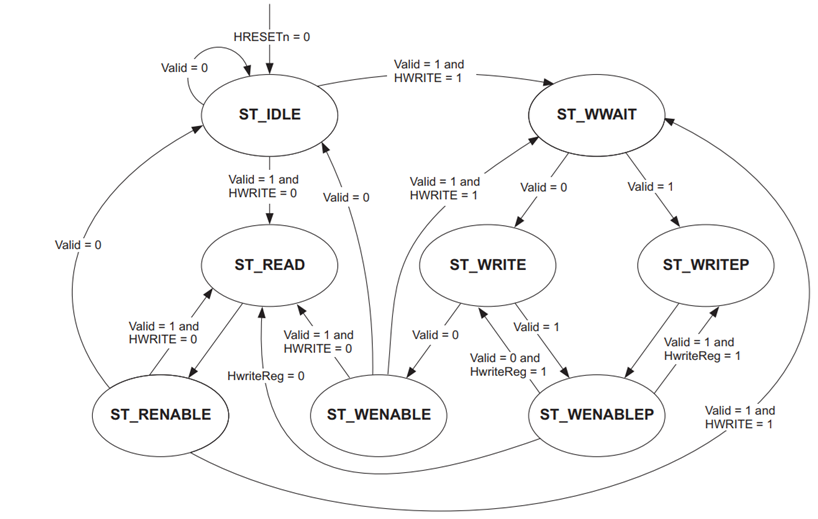 HRESETn = 0
Valid = 0
Valid = 1 and
HWRITE = 1
ST_IDLE
ST_WWAIT
Valid = 1 and
HWRITE = 0
Valid = 0
Valid = 1 and
HWRITE = 1
Valid = 0
Valid = 1
Valid = 0
ST_READ
ST_WRITE
ST_WRITEP
Valid = 1 and
HWRITE = 0
Valid = 1 and
HWRITE = 0
Valid = 0
Valid = 1
Valid = 0 and
HwriteReg = 1
Valid = 1 and
HwriteReg = 1
HwriteReg = 0
ST_RENABLE
ST_WENABLE
ST_WENABLEP
Valid = 1 and
HWRITE = 1